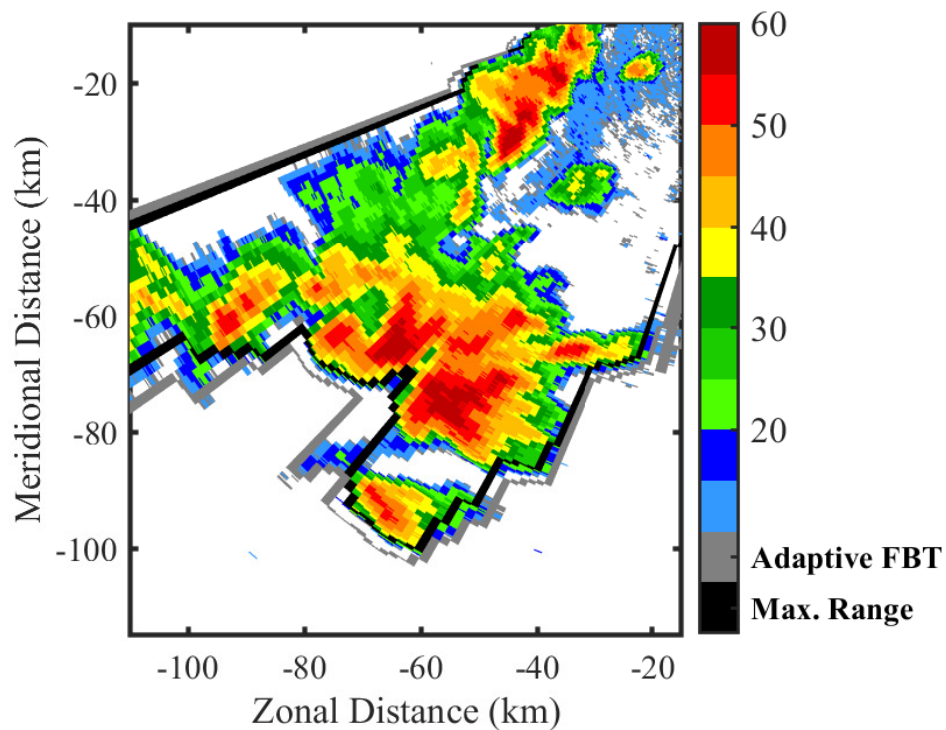 60
50
40
30
20
Adaptive FBT
Max. Range
-20
-40
-60
-80
-100
Meridional Distance (km)
-100 -80 -60 -40 -20
Zonal Distance (km)